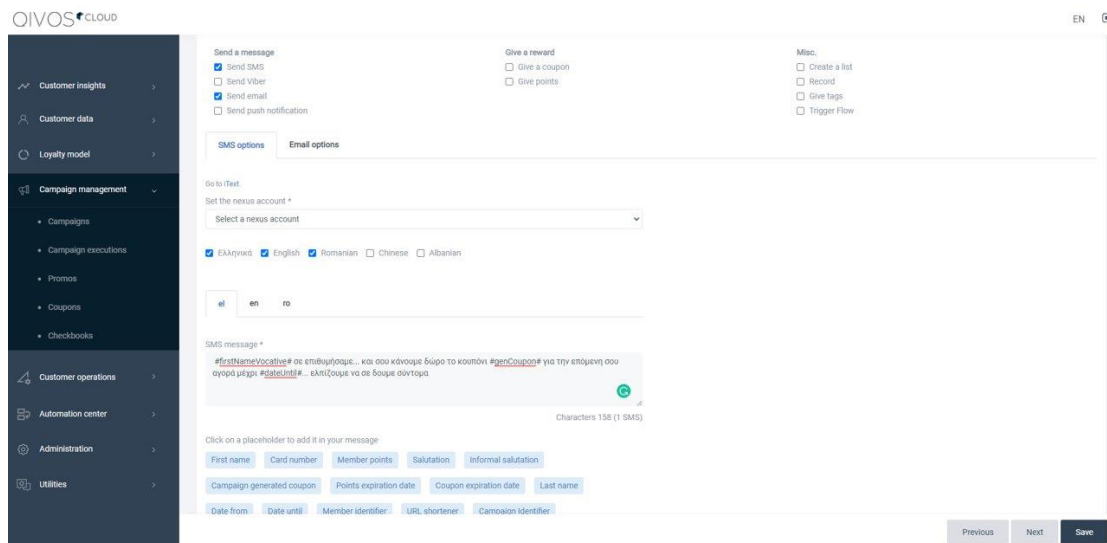 QIVOS CLOUD
EN
Customer insights
Customer data
Loyalty model
Campaign management
Campaigns
Campaign executions
Promos
Coupons
Checkbooks
Customer operations
Automation center
Administration
Utilities
Send a message
Send SMS
Send Viber
Send email
Send push notification
Give a reward
Give a coupon
Give points
Misc.
Create a list
Record
Give tags
Trigger Flow
SMS options Email options
Go to iText.
Set the nexus account *
Select a nexus account
Ελληνικά English Romanian Chinese Albanian
el en ro
SMS message *
#firstNameVocative# σε επιθυμήσαμε... και σου κάνουμε δώρο το κουπόνι #genCoupon# για την επόμενη σου
αγορά μέχρι #dateUntil#... ελπίζουμε να σε δουμε σύντομα
Characters 158 (1 SMS)
Click on a placeholder to add it in your message
First name Card number Member points Salutation Informal salutation
Campaign generated coupon Points expiration date Coupon expiration date Last name
Date from Date until Member identifier URL shortener Campaign Identifier
Previous Next Save